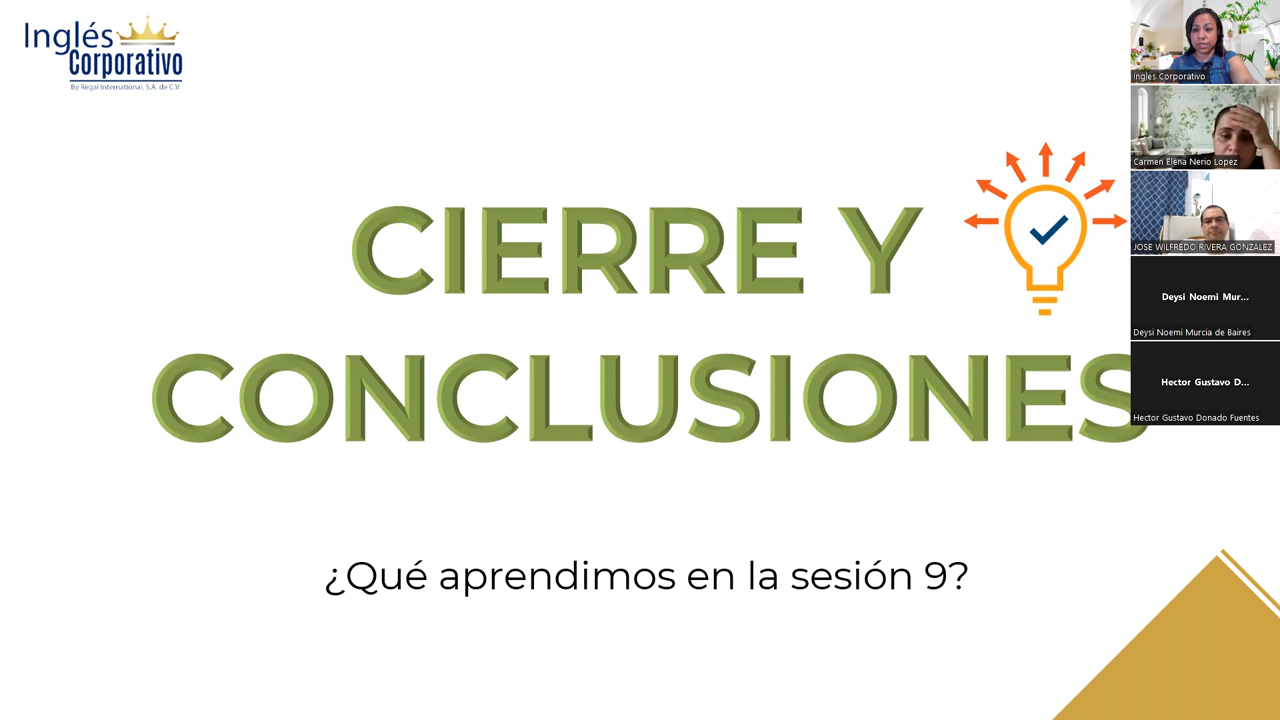 Inglés
Corporativo
By Regal International, S.A. de C.V.
CIERRE Y
CONCLUSIONES
¿Qué aprendimos en la sesión 9?
Ingles Corporativo
Carmen Elena Nerio Lopez
JOSE WILFREDO RIVERA GONZALEZ
Deysi Noemi Mur...
Deysi Noemi Murcia de Baires
Hector Gustavo D...
Hector Gustavo Donado Fuentes